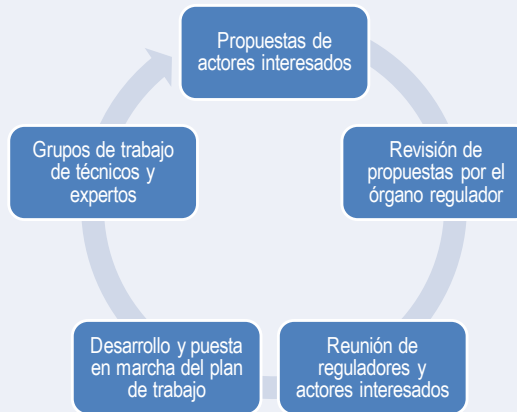 Propuestas de
actores interesados
Revisión de
propuestas por el
órgano regulador
Reunión de
reguladores y
actores interesados
Desarrollo y puesta
en marcha del plan
de trabajo
Grupos de trabajo
de técnicos y
expertos